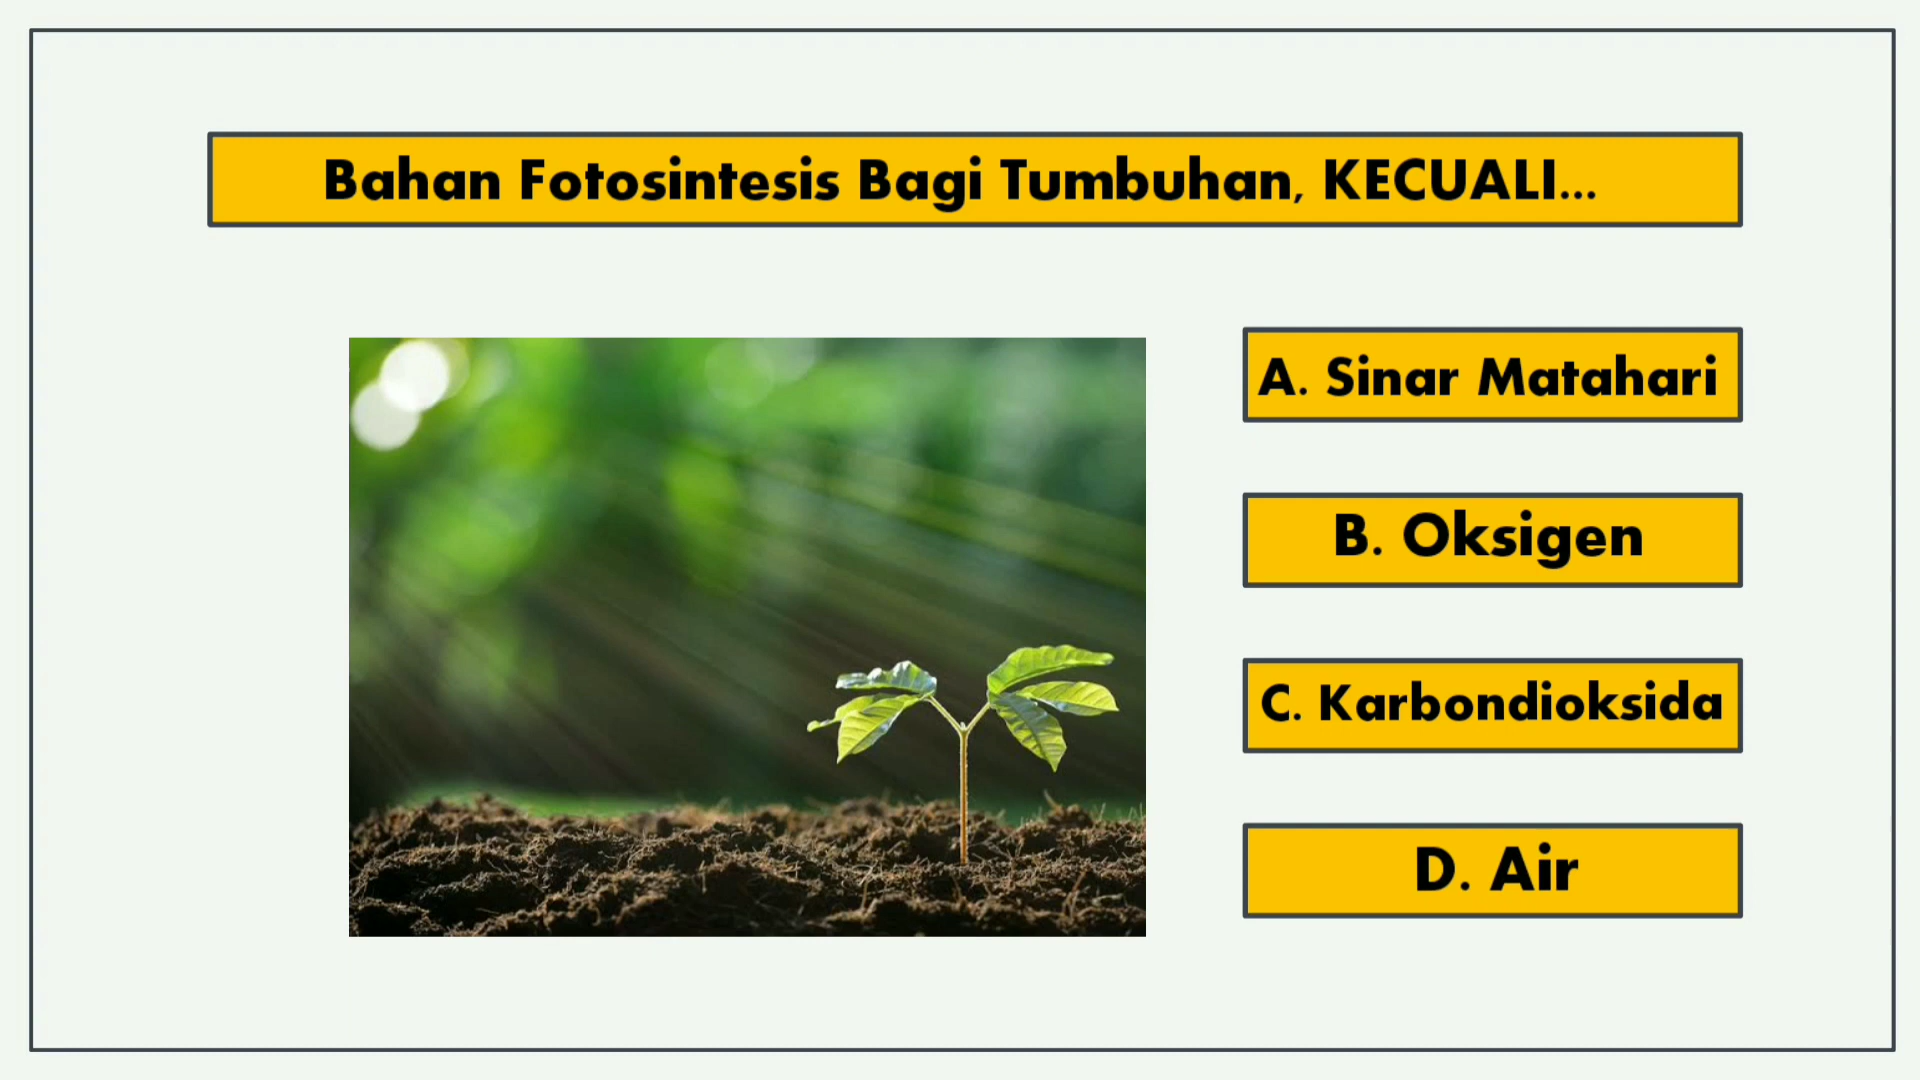 Bahan Fotosintesis Bagi Tumbuhan, KECUALI...
A. Sinar Matahari
B. Oksigen
C. Karbondioksida
D. Air